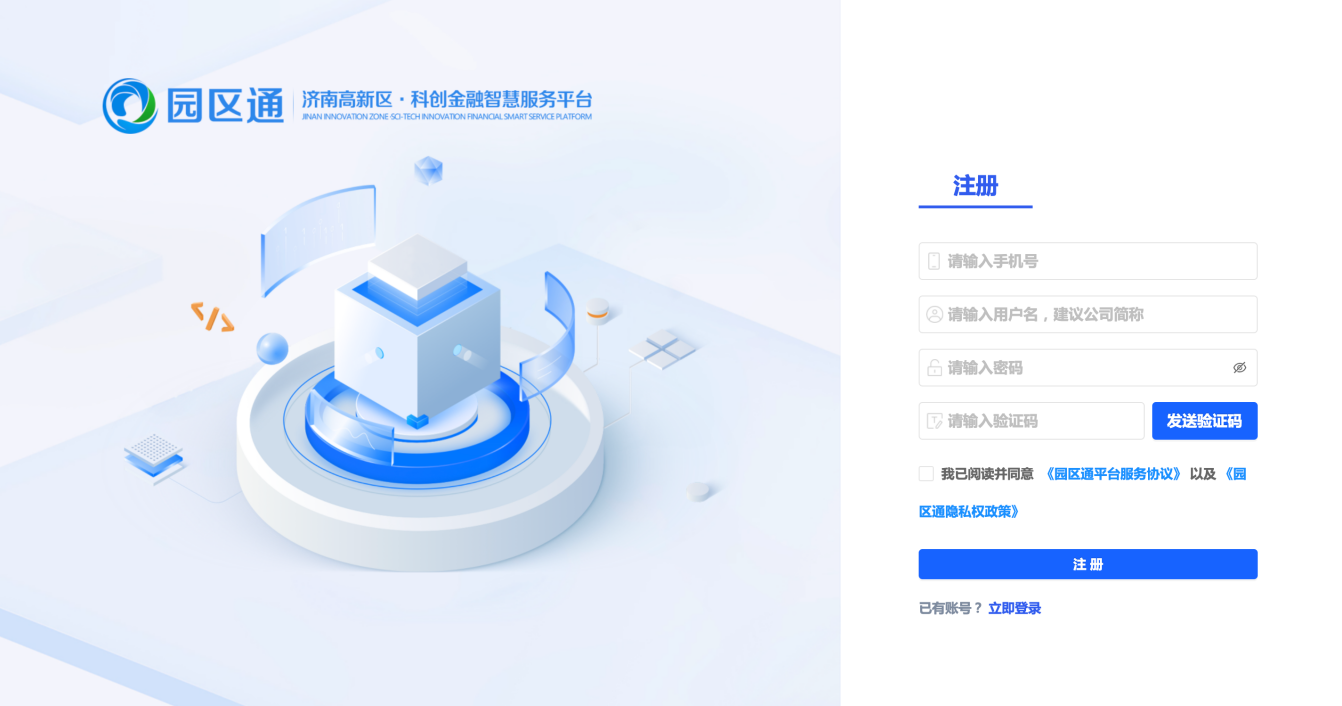 园区通
济南高新区·科创金融智慧服务平台
JINAN INNOVATION ZONE·SCI-TECH INNOVATION FINANCIAL SMART SERVICE PLATFORM
注册
请输入手机号
请输入用户名，建议公司简称
请输入密码
请输入验证码
发送验证码
我已阅读并同意 《园区通平台服务协议》 以及 《园
区通隐私权政策》
注 册
已有账号？ 立即登录